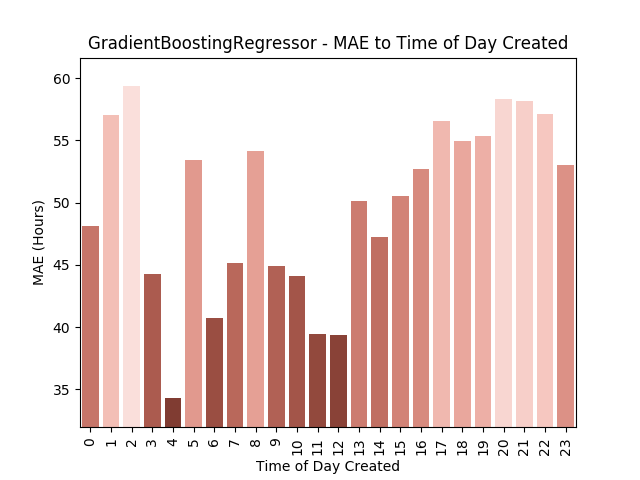 GradientBoostingRegressor - MAE to Time of Day Created
MAE (Hours)
60
55
50
45
40
35
0 1 2 3 4 5 6 7 8 9 10 11 12 13 14 15 16 17 18 19 20 21 22 23
Time of Day Created